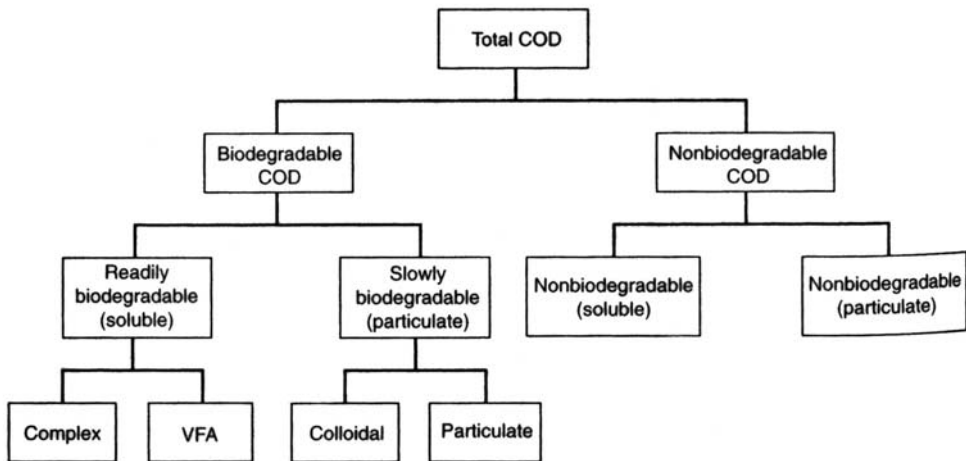 Total COD
Biodegradable
COD
Nonbiodegradable
COD
Readily
biodegradable
(soluble)
Slowly
biodegradable
(particulate)
Nonbiodegradable
(soluble)
Nonbiodegradable
(particulate)
Complex
VFA
Colloidal
Particulate